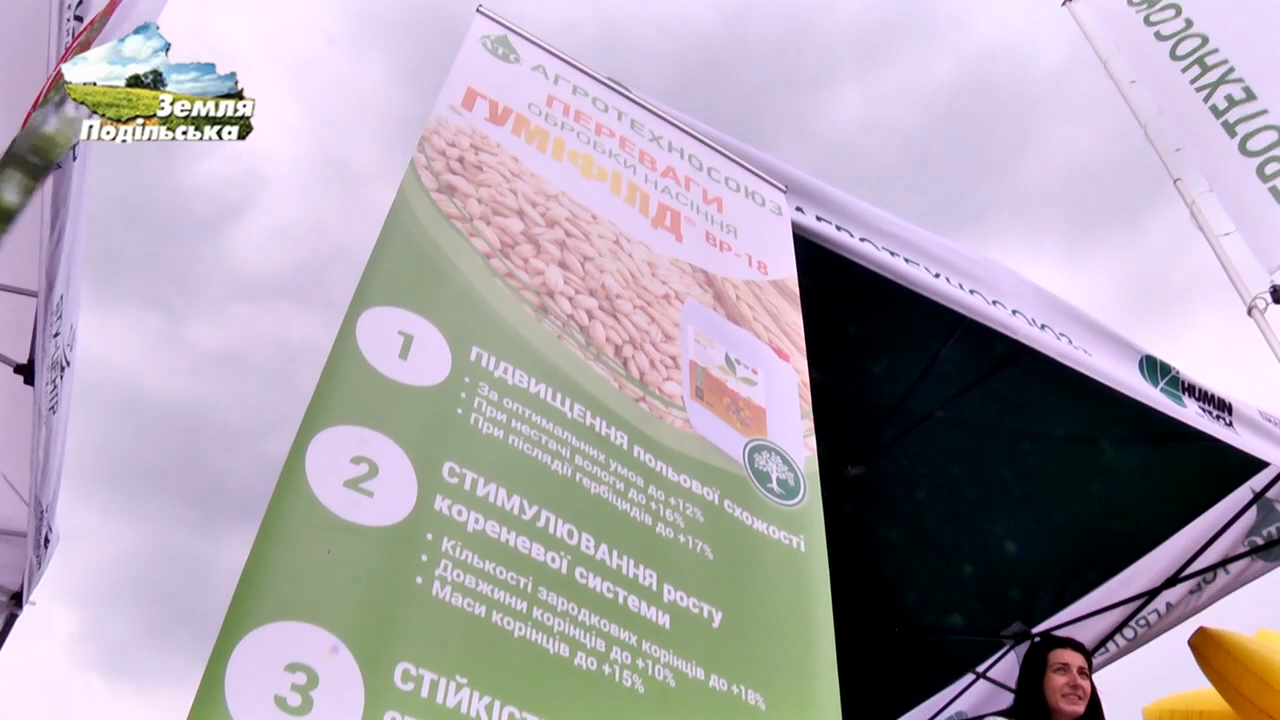 Земля
Подільська
АТС
АГРОТЕХНОСОЮЗ
ПЕРЕВАГИ
ОБРОБКИ НАСІННЯ
ГУМІФІЛД® ВР-18
1
ПІДВИЩЕННЯ польової схожості
• За оптимальних умов до +12%
• При нестачі вологи до +16%
• При післядії гербіцидів до +17%
2
СТИМУЛЮВАННЯ росту
кореневої системи
• Кількості зародкових корінців до +18%
• Довжини корінців до +10%
• Маси корінців до +15%
3
АГРОТЕХНОСОЮЗ
HUMIN
TECH